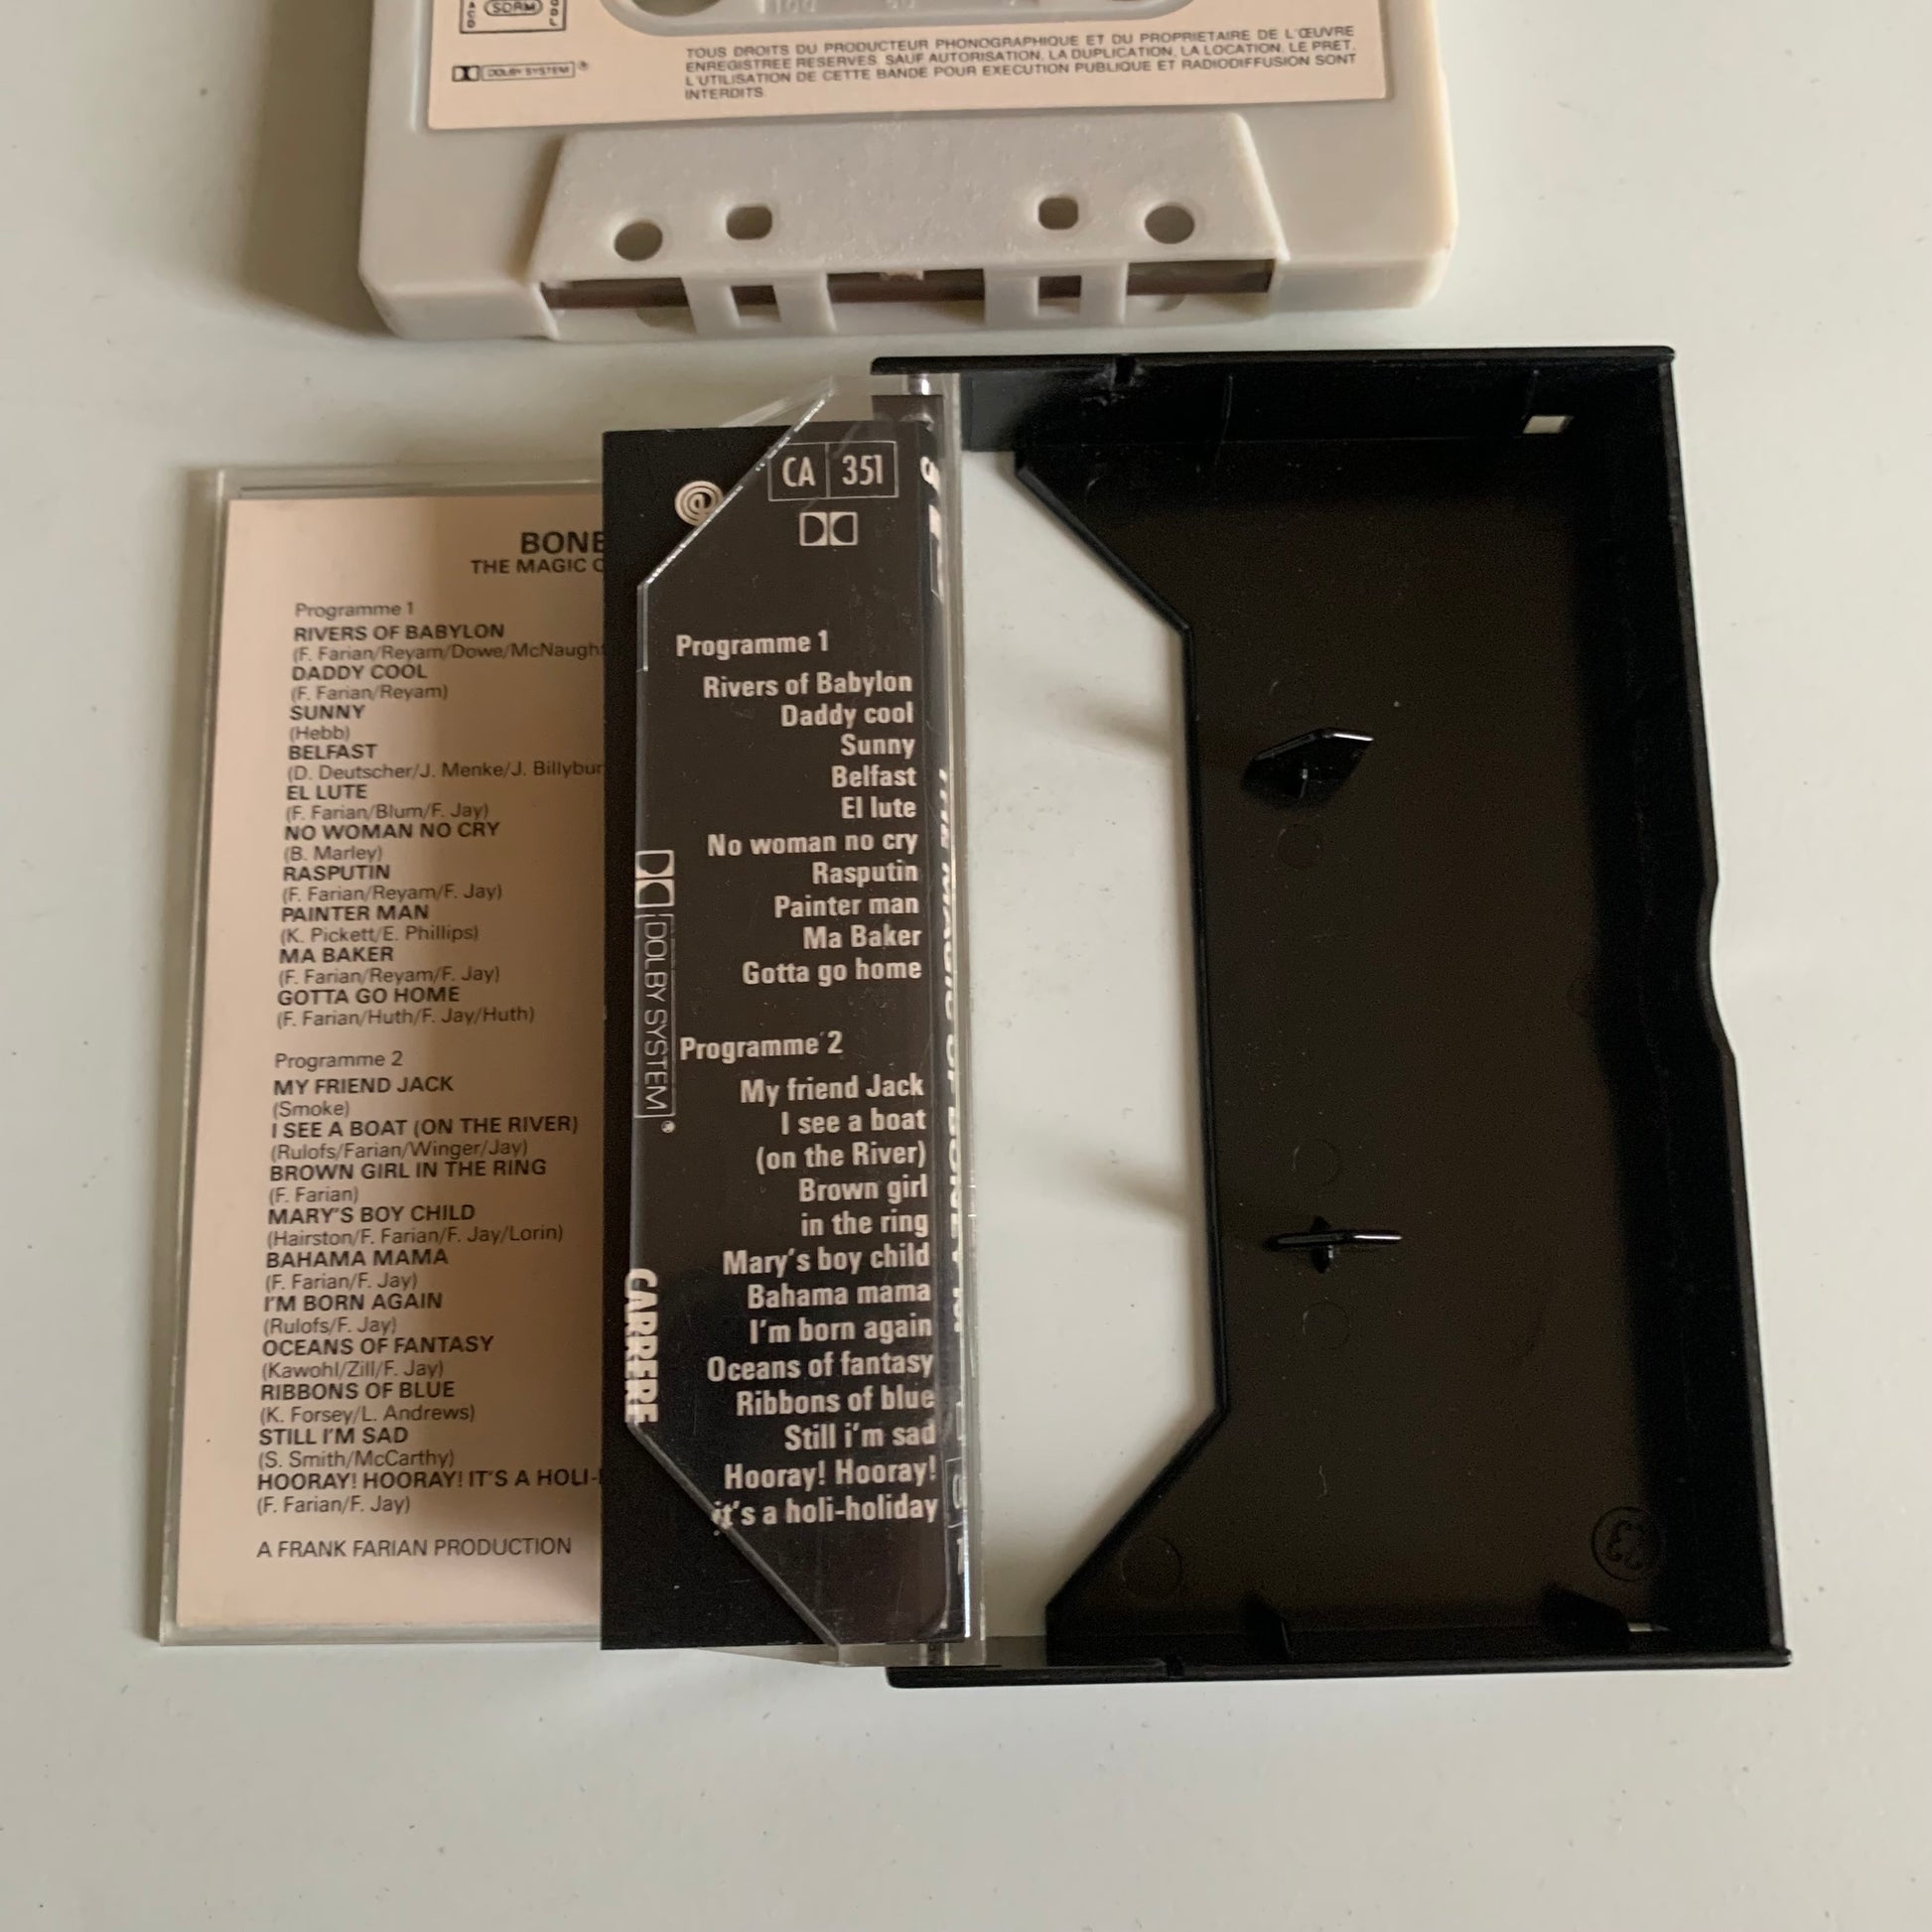 SDRM
DOLBY SYSTEM
TOUS DROITS DU PRODUCTEUR PHONOGRAPHIQUE ET DU PROPRIETAIRE DE L'ŒUVRE
ENREGISTREE RESERVES. SAUF AUTORISATION, LA DUPLICATION, LA LOCATION, LE PRET,
L'UTILISATION DE CETTE BANDE POUR EXECUTION PUBLIQUE ET RADIODIFFUSION SONT
INTERDITS
BONE
THE MAGIC O
Programme 1
RIVERS OF BABYLON
(F. Farian/Reyam/Dowe/McNaught
DADDY COOL
(F. Farian/Reyam)
SUNNY
(Hebb)
BELFAST
(D. Deutscher/J. Menke/J. Billybur
EL LUTE
(F. Farian/Blum/F. Jay)
NO WOMAN NO CRY
(B. Marley)
RASPUTIN
(F. Farian/Reyam/F. Jay)
PAINTER MAN
(K. Pickett/E. Phillips)
MA BAKER
(F. Farian/Reyam/F. Jay)
GOTTA GO HOME
(F. Farian/Huth/F. Jay/Huth)
Programme 2
MY FRIEND JACK
(Smoke)
I SEE A BOAT (ON THE RIVER)
(Rulofs/Farian/Winger/Jay)
BROWN GIRL IN THE RING
(F. Farian)
MARY'S BOY CHILD
(Hairston/F. Farian/F. Jay/Lorin)
BAHAMA MAMA
(F. Farian/F. Jay)
I'M BORN AGAIN
(Rulofs/F. Jay)
OCEANS OF FANTASY
(Kawohl/Zill/F. Jay)
RIBBONS OF BLUE
(K. Forsey/L. Andrews)
STILL I'M SAD
(S. Smith/McCarthy)
HOORAY! HOORAY! IT'S A HOLI-
(F. Farian/F. Jay)
A FRANK FARIAN PRODUCTION
CA 351
Programme 1
Rivers of Babylon
Daddy cool
Sunny
Belfast
El lute
No woman no cry
Rasputin
Painter man
Ma Baker
Gotta go home
Programme 2
My friend Jack
I see a boat
(on the River)
Brown girl
in the ring
Mary's boy child
Bahama mama
I'm born again
Oceans of fantasy
Ribbons of blue
Still i'm sad
Hooray! Hooray!
it's a holi-holiday
DOLBY SYSTEM
CARRERE
THE MAGIC OF BONEY M
23